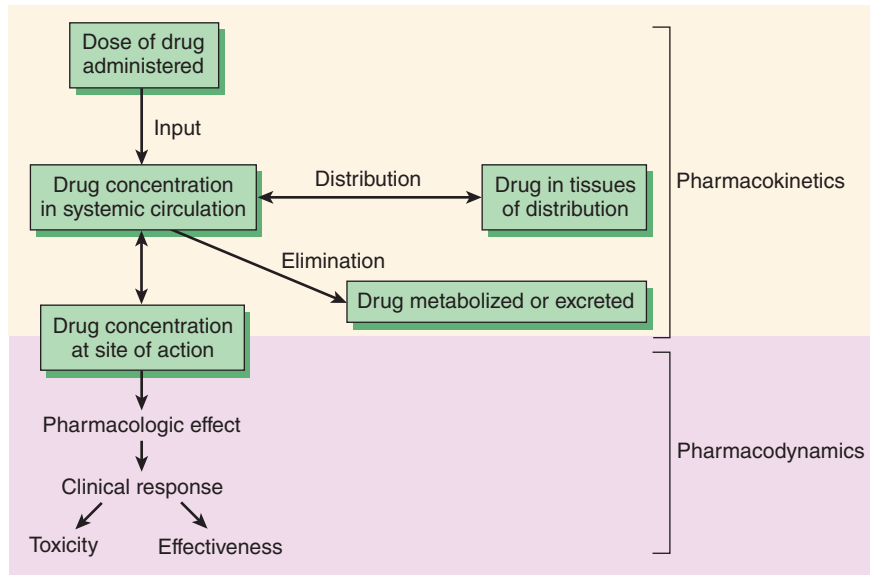 Dose of drug
administered
Input
Drug concentration
in systemic circulation
Distribution
Drug in tissues
of distribution
Pharmacokinetics
Elimination
Drug metabolized or excreted
Drug concentration
at site of action
Pharmacologic effect
Pharmacodynamics
Clinical response
Toxicity
Effectiveness